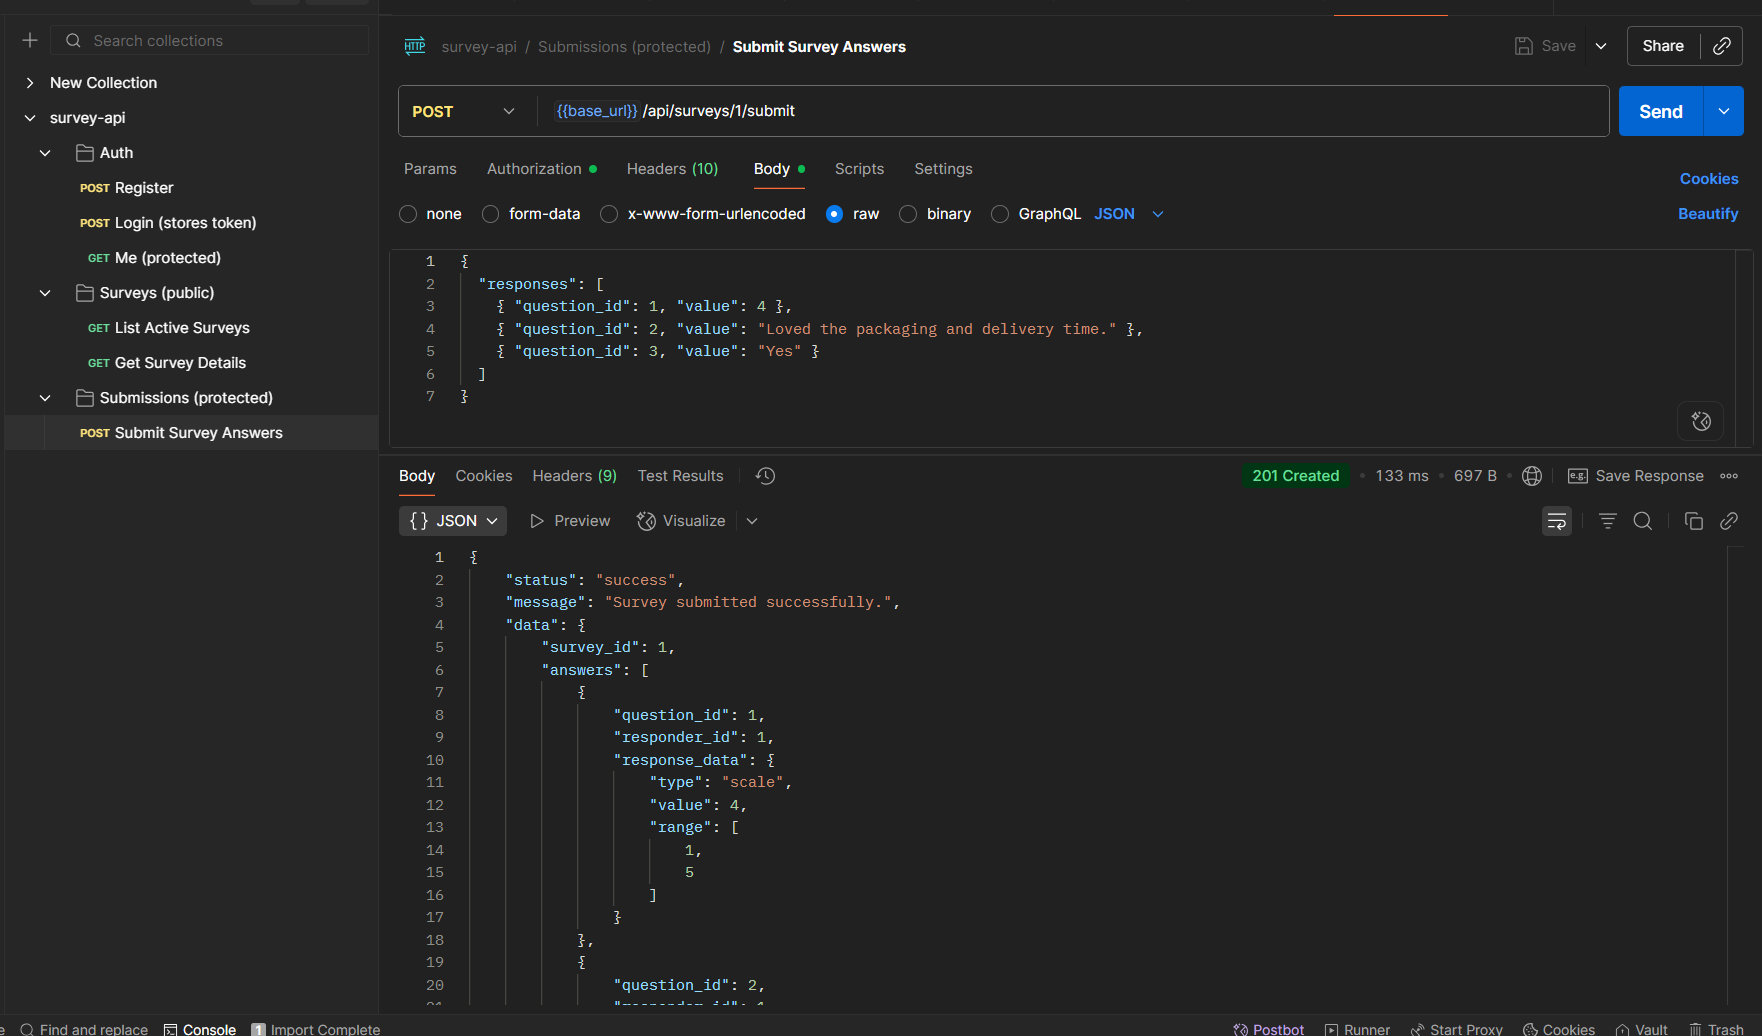 Search collections
New Collection
survey-api
Auth
POST Register
POST Login (stores token)
GET Me (protected)
Surveys (public)
GET List Active Surveys
GET Get Survey Details
Submissions (protected)
POST Submit Survey Answers
HTTP survey-api / Submissions (protected) / Submit Survey Answers
Save Share
POST {{base_url}} /api/surveys/1/submit Send
Params Authorization Headers (10) Body Scripts Settings Cookies
none form-data x-www-form-urlencoded raw binary GraphQL JSON Beautify
1 {
2 "responses": [
3 { "question_id": 1, "value": 4 },
4 { "question_id": 2, "value": "Loved the packaging and delivery time." },
5 { "question_id": 3, "value": "Yes" }
6 ]
7 }
Body Cookies Headers (9) Test Results 201 Created • 133 ms • 697 B • e.g. Save Response
{} JSON Preview Visualize
1 {
2 "status": "success",
3 "message": "Survey submitted successfully.",
4 "data": {
5 "survey_id": 1,
6 "answers": [
7 {
8 "question_id": 1,
9 "responder_id": 1,
10 "response_data": {
11 "type": "scale",
12 "value": 4,
13 "range": [
14 1,
15 5
16 ]
17 }
18 },
19 {
20 "question_id": 2,
Find and replace Console 1 Import Complete Postbot Runner Start Proxy Cookies Vault Trash